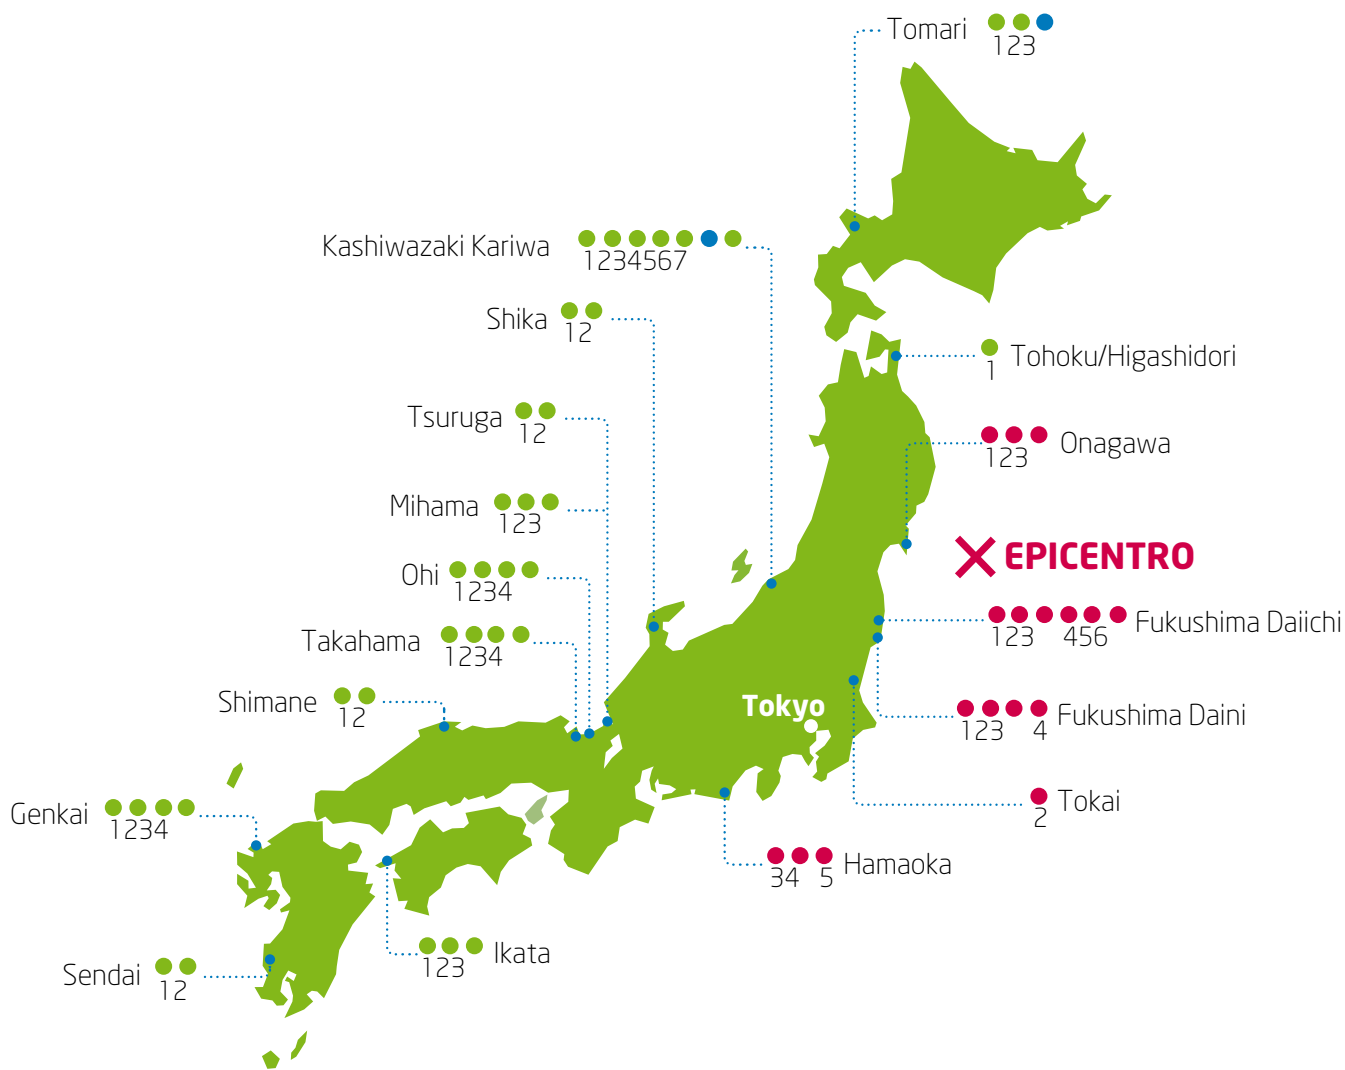 Tomari
123
Kashiwazaki Kariwa
1234567
Shika
12
1
Tohoku/Higashidori
Tsuruga
12
123
Onagawa
Mihama
123
EPICENTRO
Ohi
1234
123 456
Fukushima Daiichi
Takahama
1234
Shimane
12
Tokyo
123 4
Fukushima Daini
Genkai
1234
2
Tokai
34 5
Hamaoka
123
Ikata
Sendai
12